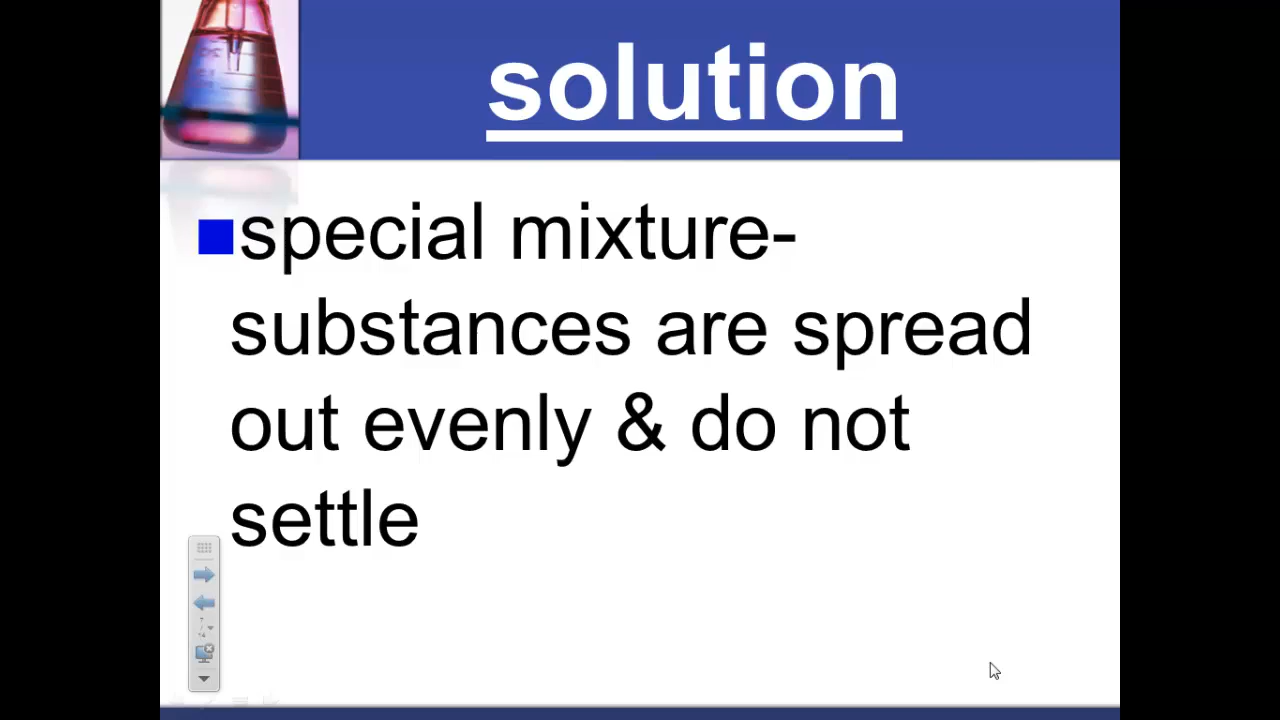 solution
special mixture-
substances are spread
out evenly & do not
settle